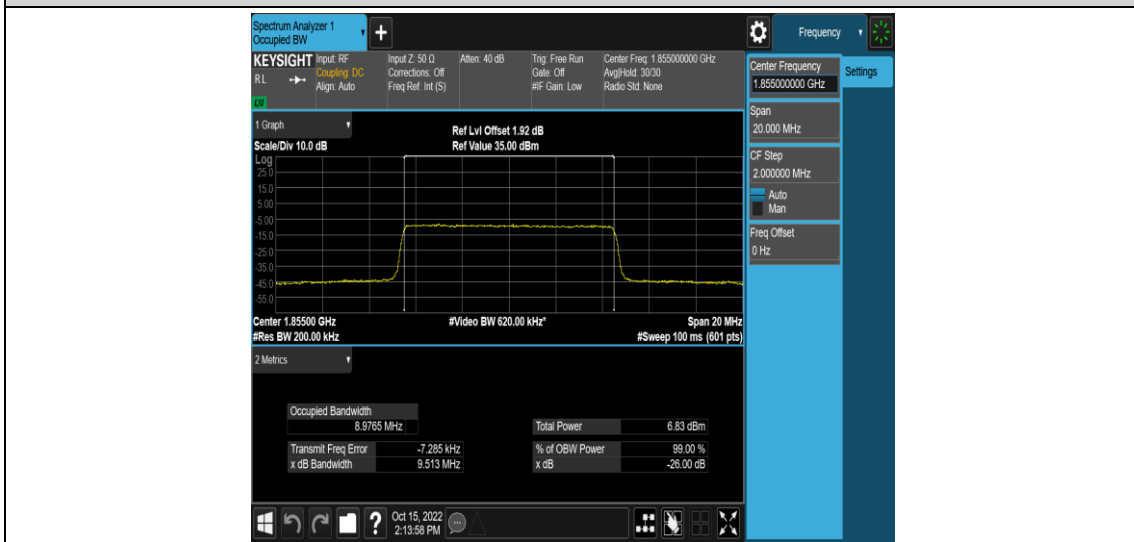 Spectrum Analyzer 1
Occupied BW
+
Frequency
KEYSIGHT
RL
LXI
Input: RF
Coupling: DC
Align: Auto
Input Z: 50 Ω
Corrections: Off
Freq Ref: Int (S)
Atten: 40 dB
Trig: Free Run
Gate: Off
#IF Gain: Low
Center Freq: 1.855000000 GHz
Avg|Hold: 30/30
Radio Std: None
Center Frequency
1.855000000 GHz
Settings
Span
20.000 MHz
CF Step
2.000000 MHz
Auto
Man
Freq Offset
0 Hz
1 Graph
Ref Lvl Offset 1.92 dB
Scale/Div 10.0 dB
Ref Value 35.00 dBm
Log
25.0
15.0
5.00
-5.00
-15.0
-25.0
-35.0
-45.0
-55.0
Center 1.85500 GHz
#Video BW 620.00 kHz*
Span 20 MHz
#Res BW 200.00 kHz
#Sweep 100 ms (601 pts)
2 Metrics
Occupied Bandwidth
8.9765 MHz
Total Power 6.83 dBm
Transmit Freq Error -7.285 kHz
% of OBW Power 99.00 %
x dB Bandwidth 9.513 MHz
x dB -26.00 dB
?
Oct 15, 2022
2:13:58 PM